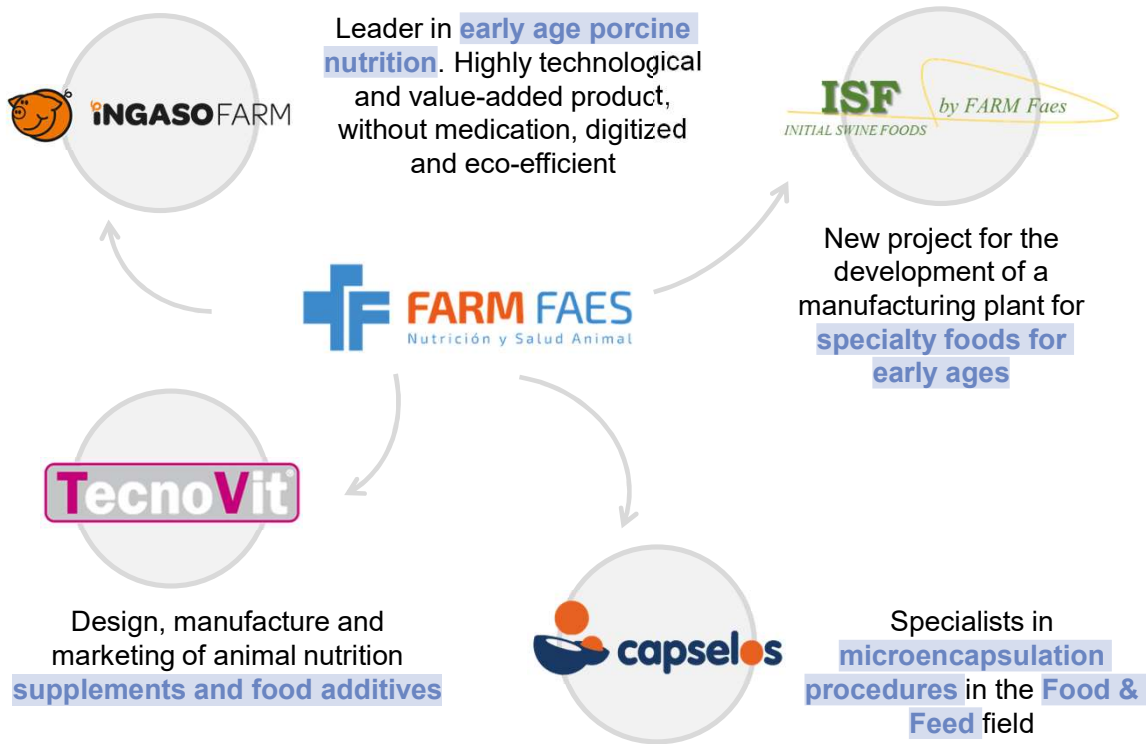 iNGASOFARM
Leader in early age porcine
nutrition. Highly technological
and value-added product,
without medication, digitized
and eco-efficient
ISF by FARM Faes
INITIAL SWINE FOODS
New project for the
development of a
manufacturing plant for
specialty foods for
early ages
FARM FAES
Nutrición y Salud Animal
TecnoVit
Design, manufacture and
marketing of animal nutrition
supplements and food additives
capselos
Specialists in
microencapsulation
procedures in the Food &
Feed field